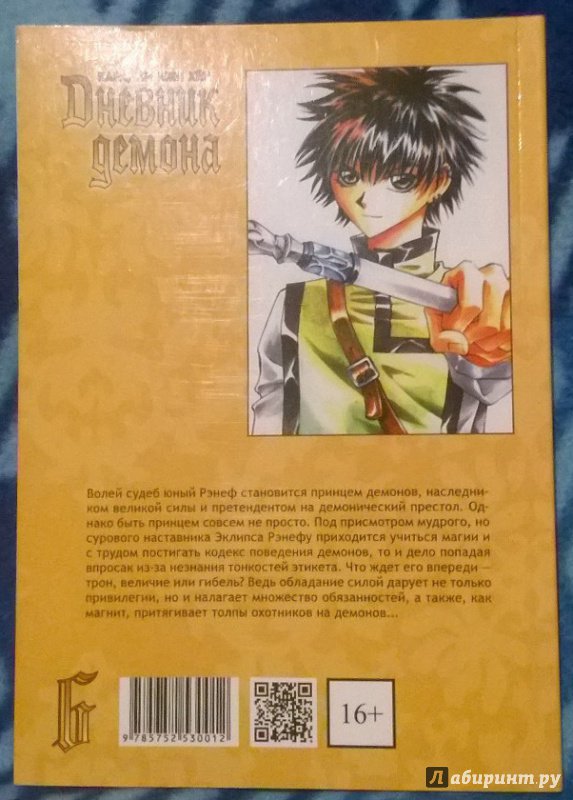 Дневник
демона
Волей судеб юный Рэнеф становится принцем демонов, наследни-
ком великой силы и претендентом на демонический престол. Од-
нако быть принцем совсем не просто. Под присмотром мудрого, но
сурового наставника Эклипса Рэнефу приходится учиться магии и
с трудом постигать кодекс поведения демонов, то и дело попадая
впросак из-за незнания тонкостей этикета. Что ждет его впереди —
трон, величие или гибель? Ведь обладание силой дарует не только
привилегии, но и налагает множество обязанностей, а также, как
магнит, притягивает толпы охотников на демонов...
9 785752 530012
16+
Лабиринт.ру